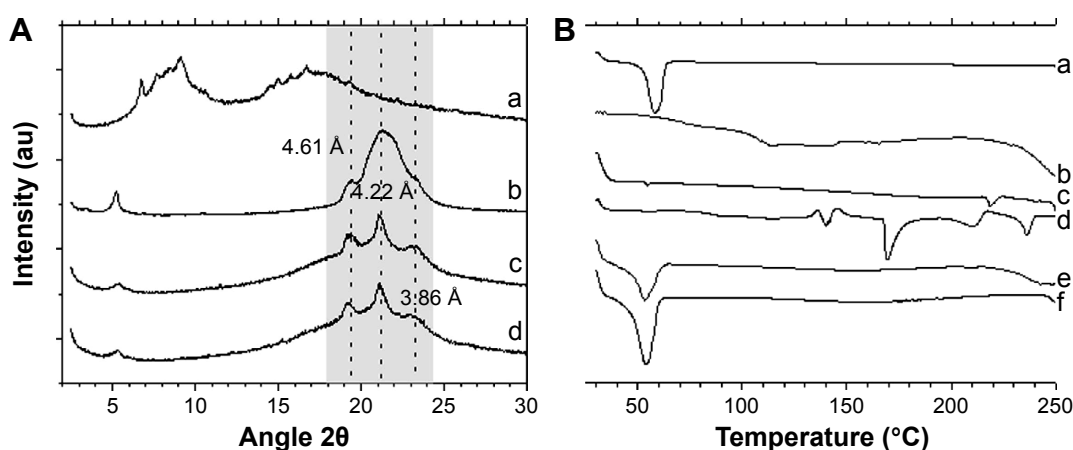 A
Intensity (au)
a
4.61 Å
b
4.22 Å
c
3.86 Å
d
5 10 15 20 25 30
Angle 2θ
B
a
b
c
d
e
f
50 100 150 200 250
Temperature (°C)